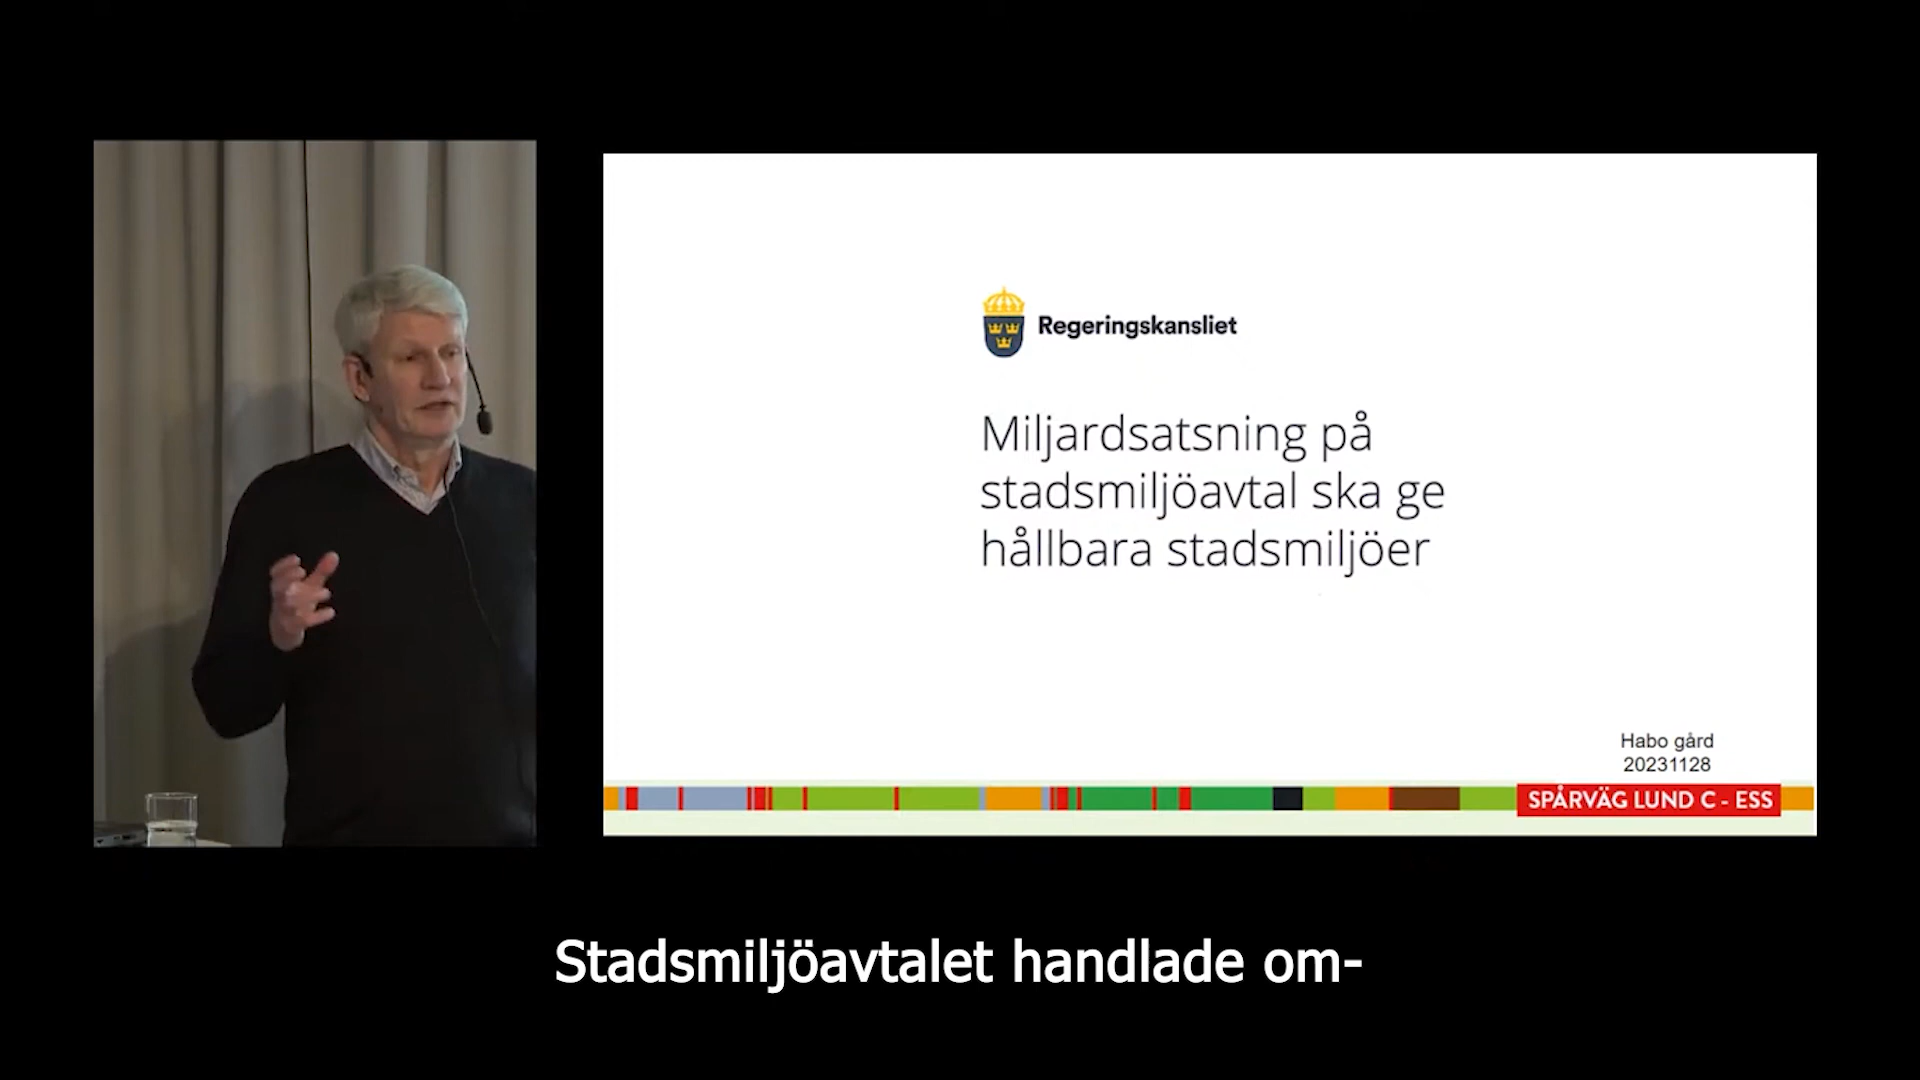 Regeringskansliet
Miljardsatsning på
stadsmiljöavtal ska ge
hållbara stadsmiljöer
Habo gård
20231128
SPÅRVÄG LUND C - ESS
Stadsmiljöavtalet handlade om-